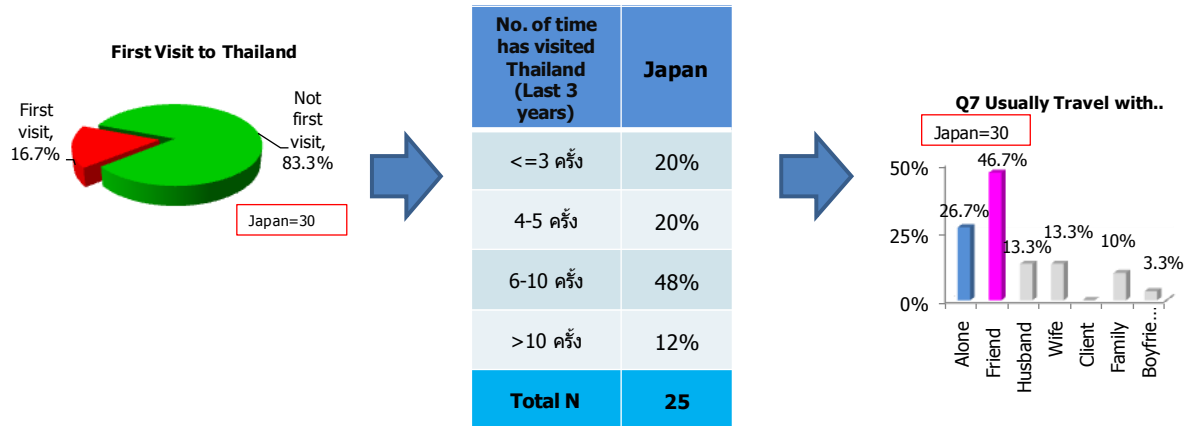 First Visit to Thailand
First
visit,
16.7%
Not
first
visit,
83.3%
Japan=30
No. of time
has visited
Thailand
(Last 3
years)
Japan
<=3 ครั้ง
20%
4-5 ครั้ง
20%
6-10 ครั้ง
48%
>10 ครั้ง
12%
Total N
25
Q7 Usually Travel with..
Japan=30
50%
25%
0%
26.7%
46.7%
13.3%
13.3%
10%
3.3%
Alone
Friend
Husband
Wife
Client
Family
Boyfrie...